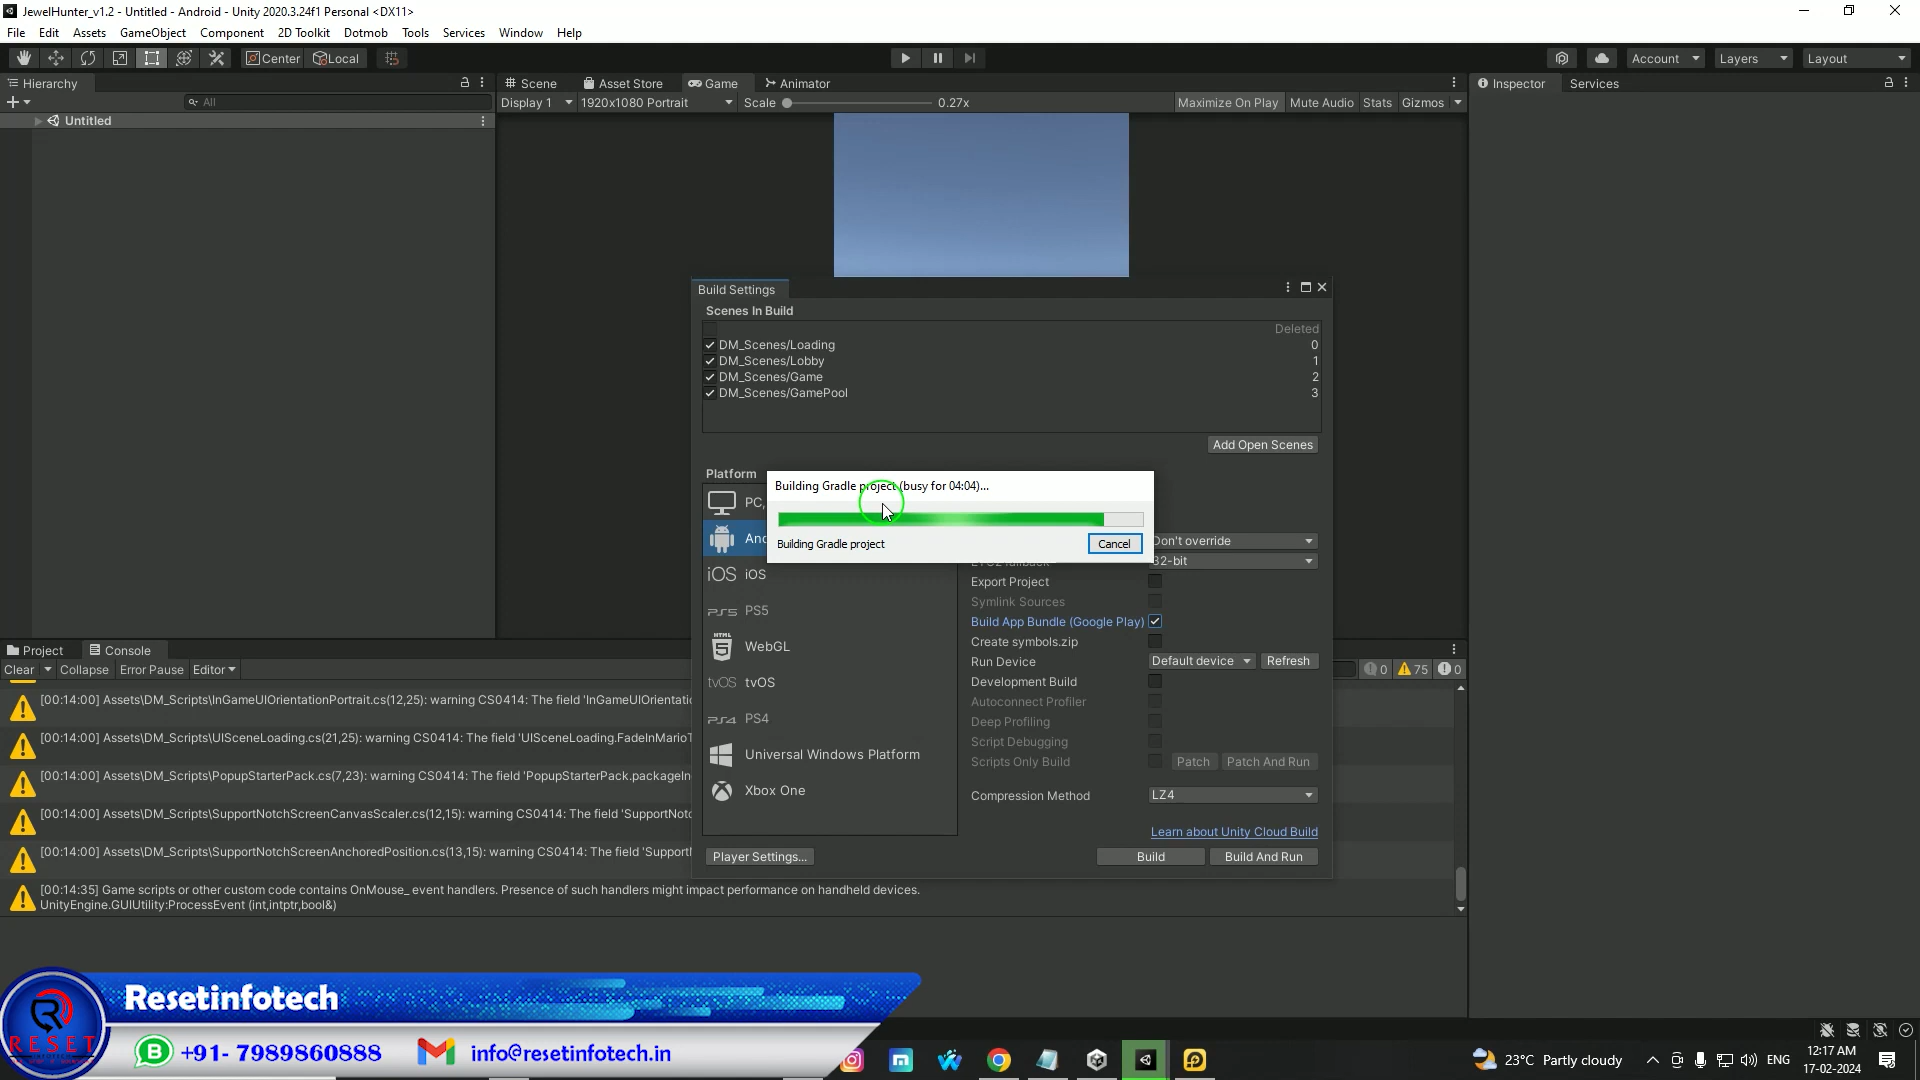 JewelHunter_v1.2 - Untitled - Android - Unity 2020.3.24f1 Personal <DX11>
File Edit Assets GameObject Component 2D Toolkit Dotmob Tools Services Window Help
Center Local Account Layers Layout
Hierarchy Scene Asset Store Game Animator Inspector Services
All Display 1 1920x1080 Portrait Scale 0.27x Maximize On Play Mute Audio Stats Gizmos
Untitled
Build Settings
Scenes In Build
Deleted
DM_Scenes/Loading 0
DM_Scenes/Lobby 1
DM_Scenes/Game 2
DM_Scenes/GamePool 3
Add Open Scenes
Platform
Building Gradle project (busy for 04:04)...
PC,
Building Gradle project Cancel
Don't override
32-bit
iOS iOS
Export Project
Symlink Sources
PS5 PS5
Build App Bundle (Google Play)
Create symbols.zip
HTML 5 WebGL
Run Device Default device Refresh
Development Build
tvOS tvOS
Autoconnect Profiler
PS4 PS4
Deep Profiling
Script Debugging
Universal Windows Platform
Scripts Only Build Patch Patch And Run
Xbox One
Compression Method LZ4
Learn about Unity Cloud Build
Player Settings... Build Build And Run
Project Console
Clear Collapse Error Pause Editor 0 75 0
[00:14:00] Assets\DM_Scripts\InGameUIOrientationPortrait.cs(12,25): warning CS0414: The field 'InGameUIOrientati
[00:14:00] Assets\DM_Scripts\UISceneLoading.cs(21,25): warning CS0414: The field 'UISceneLoading.FadeInMarioT
[00:14:00] Assets\DM_Scripts\PopupStarterPack.cs(7,23): warning CS0414: The field 'PopupStarterPack.packageIn
[00:14:00] Assets\DM_Scripts\SupportNotchScreenCanvasScaler.cs(12,15): warning CS0414: The field 'SupportNotc
[00:14:00] Assets\DM_Scripts\SupportNotchScreenAnchoredPosition.cs(13,15): warning CS0414: The field 'Support
[00:14:35] Game scripts or other custom code contains OnMouse_ event handlers. Presence of such handlers might impact performance on handheld devices.
UnityEngine.GUIUtility:ProcessEvent (int,intptr,bool&)
Resetinfotech
RESET
+91- 7989860888 info@resetinfotech.in
23°C Partly cloudy ENG 12:17 AM
17-02-2024